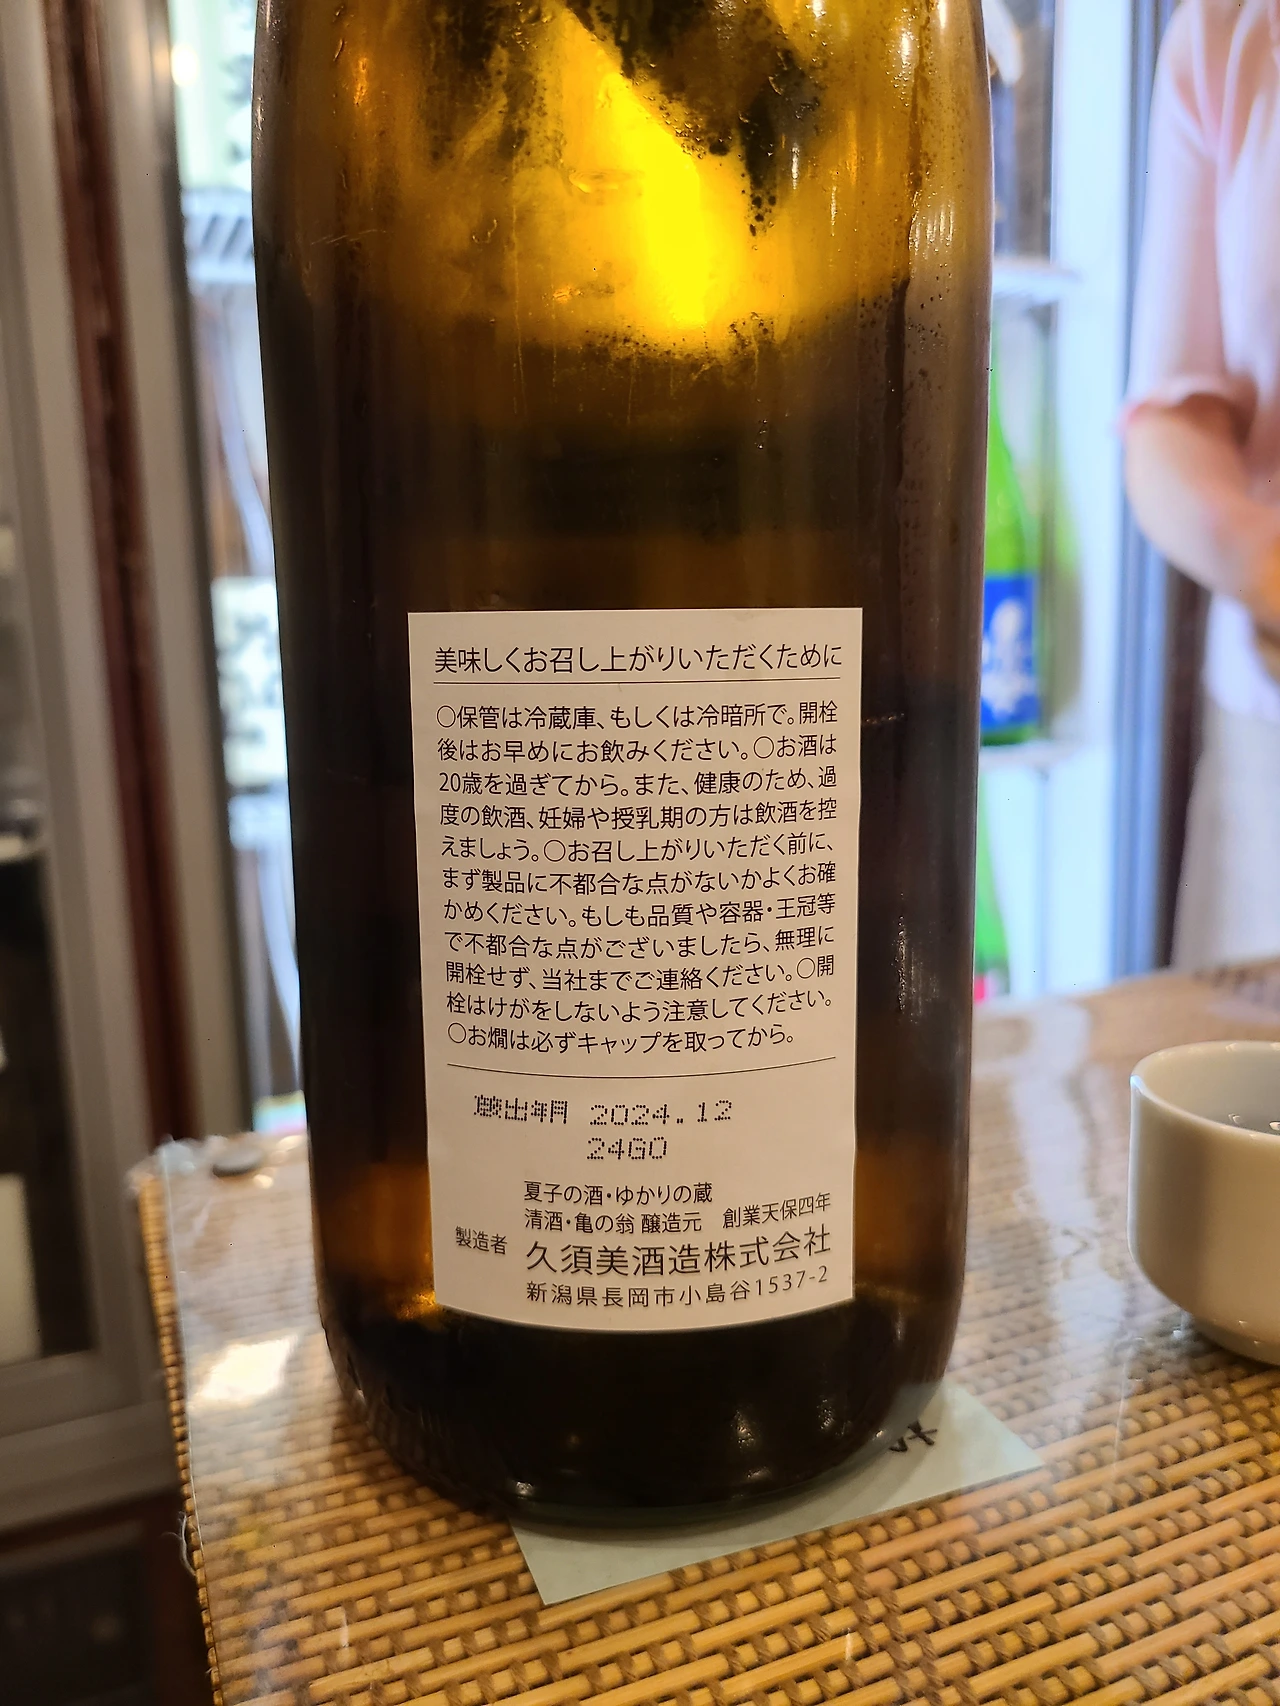 美味しくお召し上がりいただくために
〇保管は冷蔵庫、もしくは冷暗所で。開栓
後はお早めにお飲みください。〇お酒は
20歳を過ぎてから。また、健康のため、過
度の飲酒、妊婦や授乳期の方は飲酒を控
えましょう。〇お召し上がりいただく前に、
まず製品に不都合な点がないかよくお確
かめください。もしも品質や容器・王冠等
で不都合な点がございましたら、無理に
開栓せず、当社までご連絡ください。〇開
栓はけがをしないよう注意してください。
〇お燗は必ずキャップを取ってから。
蔵出年月 2024.12
24GO
夏子の酒・ゆかりの蔵
清酒・亀の翁 醸造元 創業天保四年
製造者 久須美酒造株式会社
新潟県長岡市小島谷1537-2